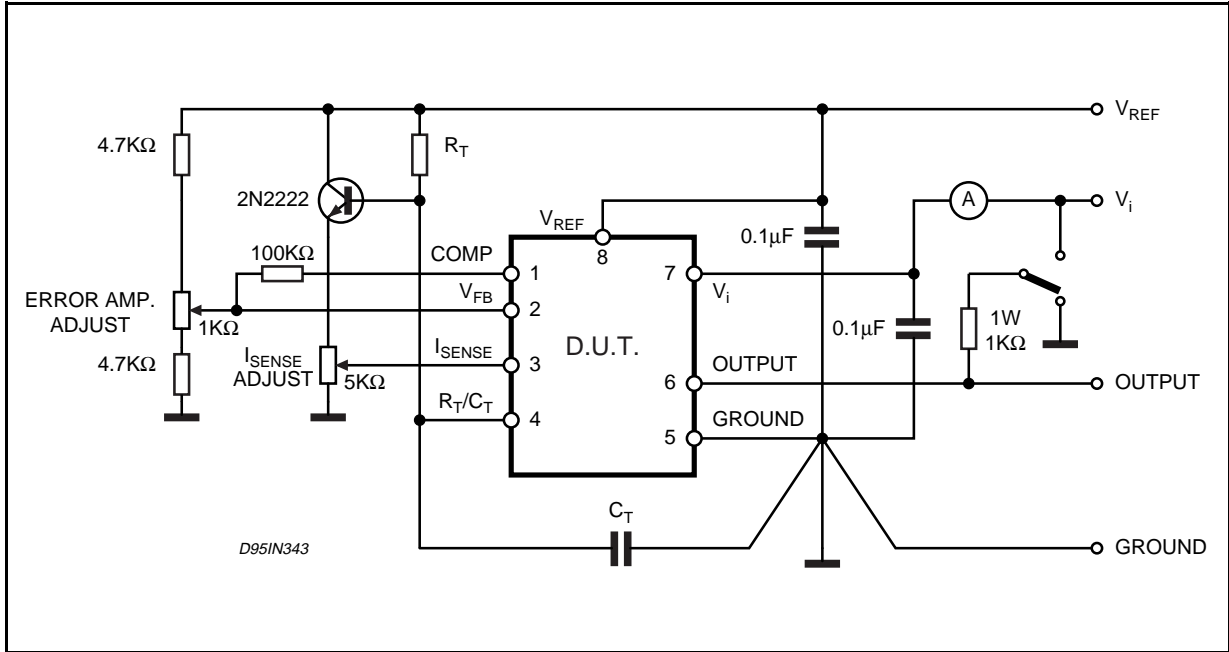 V_REF
4.7KΩ
R_T
2N2222
A
V_i
V_REF
8
0.1µF
100KΩ
COMP
1
7
V_i
V_FB
2
ERROR AMP.
ADJUST
1KΩ
D.U.T.
0.1µF
1W
1KΩ
I_SENSE
3
I_SENSE
ADJUST
5KΩ
4.7KΩ
OUTPUT
6
OUTPUT
R_T/C_T
4
GROUND
5
C_T
D95IN343
GROUND